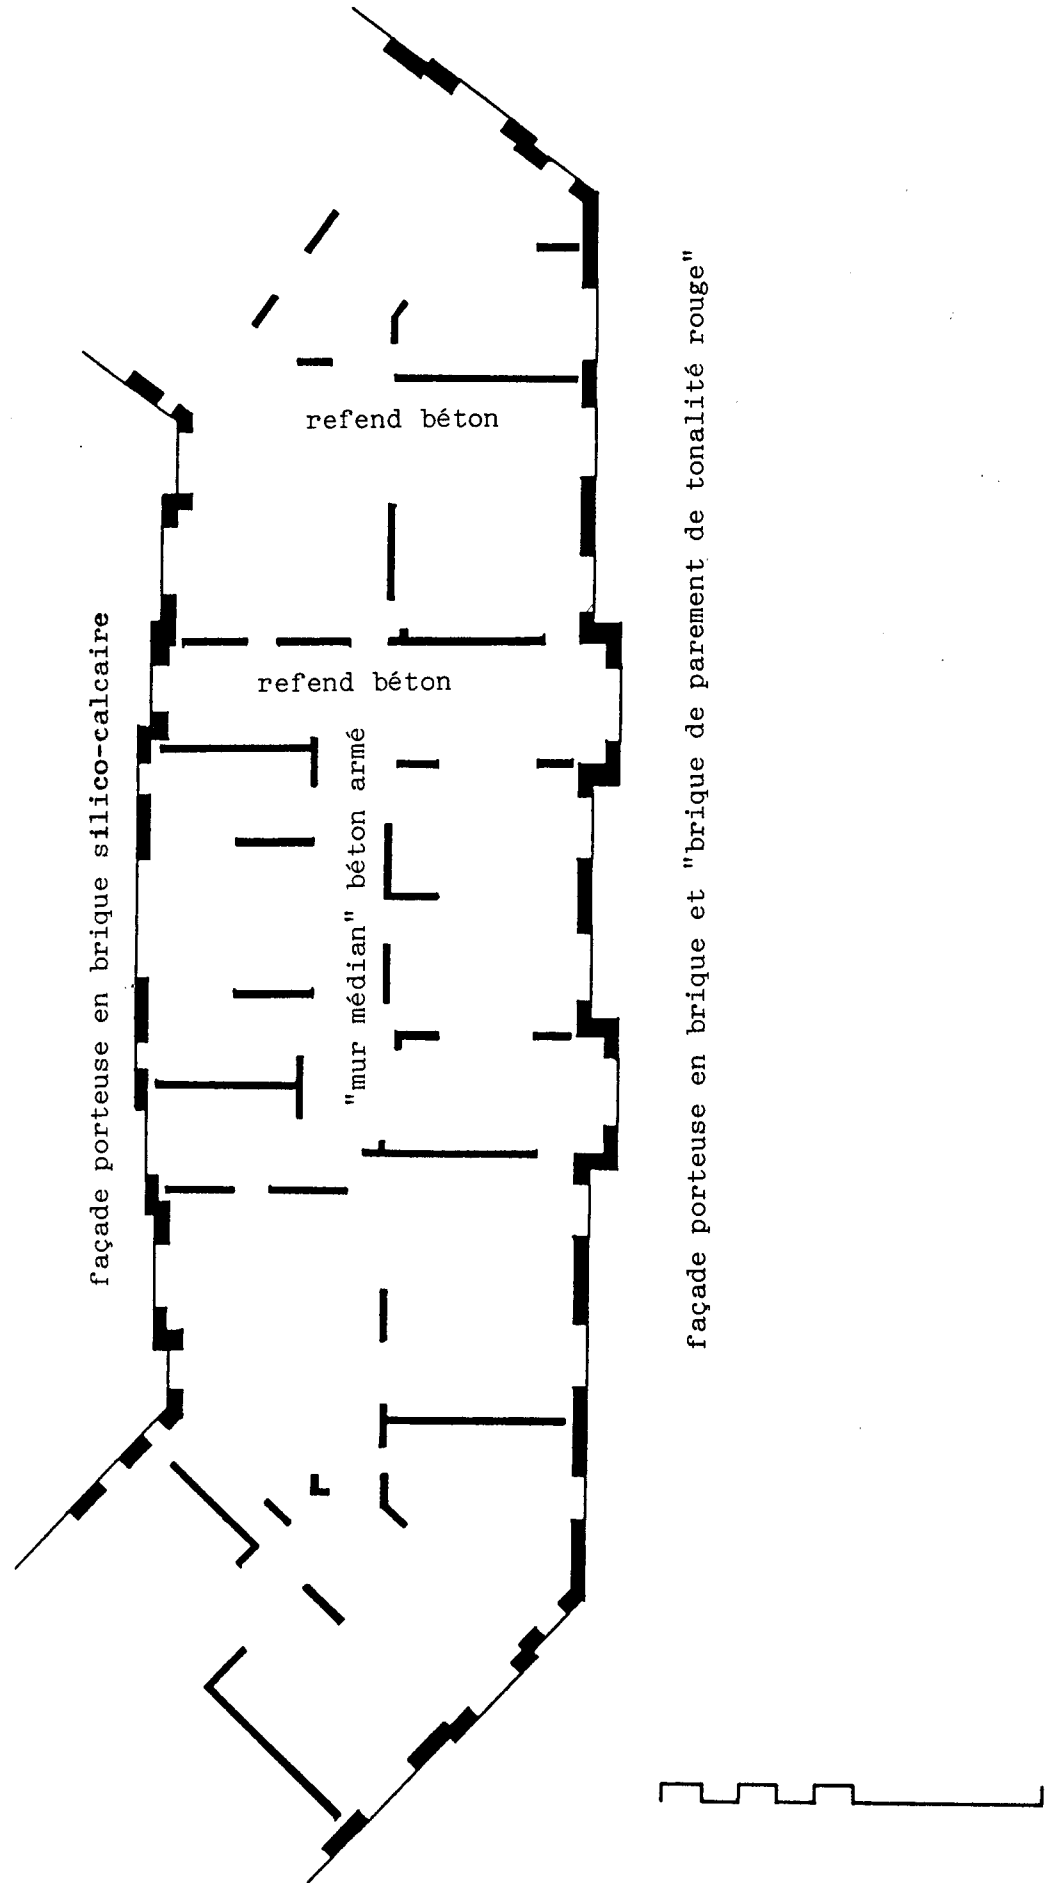 façade porteuse en brique silico-calcaire
refend béton
refend béton
"mur médian" béton armé
façade porteuse en brique et "brique de parement de tonalité rouge"